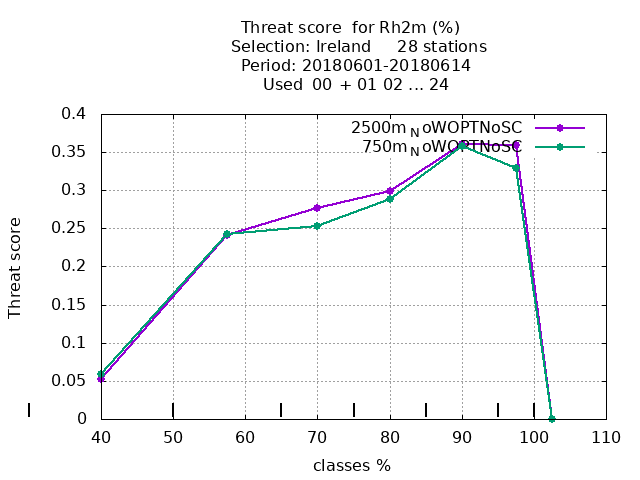 Threat score for Rh2m (%)
Selection: Ireland 28 stations
Period: 20180601-20180614
Used 00 + 01 02 ... 24
2500m_NoWOPTNoSC
750m_NoWOPTNoSC
0.4
0.35
0.3
0.25
0.2
0.15
0.1
0.05
0
Threat score
40 50 60 70 80 90 100 110
classes %